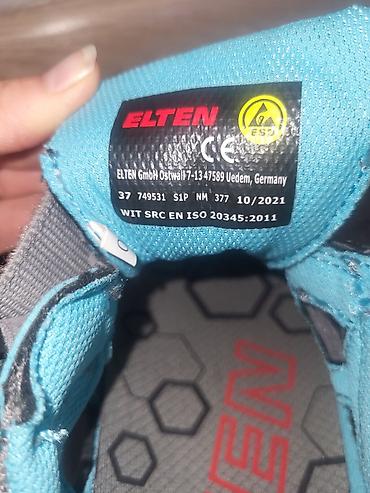 ELTEN
ESD
CE
ELTEN GmbH Ostwall 7-13 47589 Uedem, Germany
37 749531 S1P NM 377 10/2021
WIT SRC EN ISO 20345:2011
EN